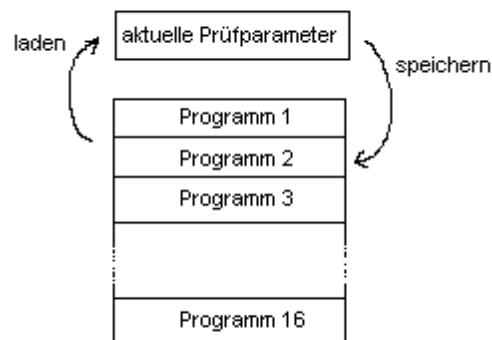 aktuelle Prüfparameter
laden
speichern
Programm 1
Programm 2
Programm 3
Programm 16